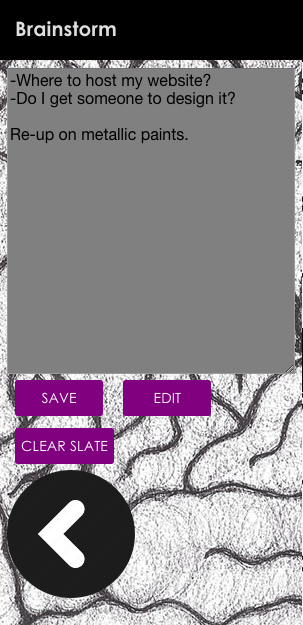 Brainstorm
-Where to host my website?
-Do I get someone to design it?
Re-up on metallic paints.
SAVE EDIT
CLEAR SLATE